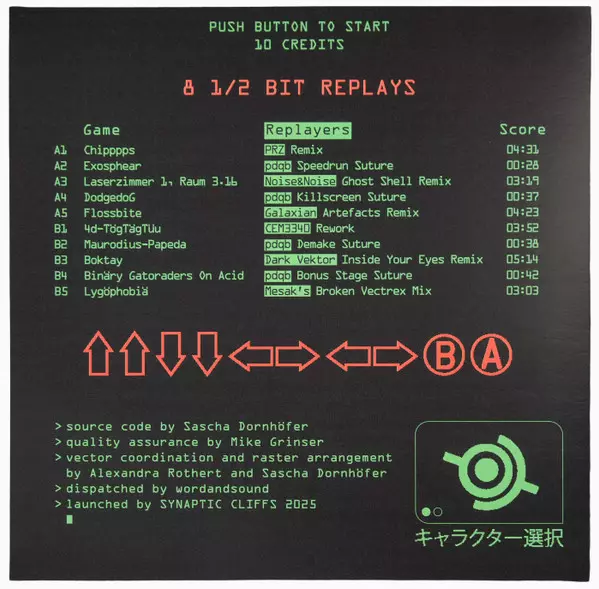 PUSH BUTTON TO START
10 CREDITS
8 1/2 BIT REPLAYS
Game Replayers Score
A1 Chipppps PRZ Remix 04:31
A2 Exosphear pdqb Speedrun Suture 00:28
A3 Laserzimmer 1, Raum 3.16 Noise&Noise Ghost Shell Remix 03:19
A4 DodgedoG pdqb Killscreen Suture 00:37
A5 Flossbite Galaxian Artefacts Remix 04:23
B1 4d-TögTägTUu CEM3340 Rework 03:52
B2 Maurodius-Papeda pdqb Demake Suture 00:38
B3 Boktay Dark Vektor Inside Your Eyes Remix 05:14
B4 Binäry Gatoraders On Acid pdqb Bonus Stage Suture 00:42
B5 Lygöphobiä Mesak's Broken Vectrex Mix 03:03
B A
> source code by Sascha Dornhöfer
> quality assurance by Mike Grinser
> vector coordination and raster arrangement
by Alexandra Rothert and Sascha Dornhöfer
> dispatched by wordandsound
> launched by SYNAPTIC CLIFFS 2025
キャラクター選択